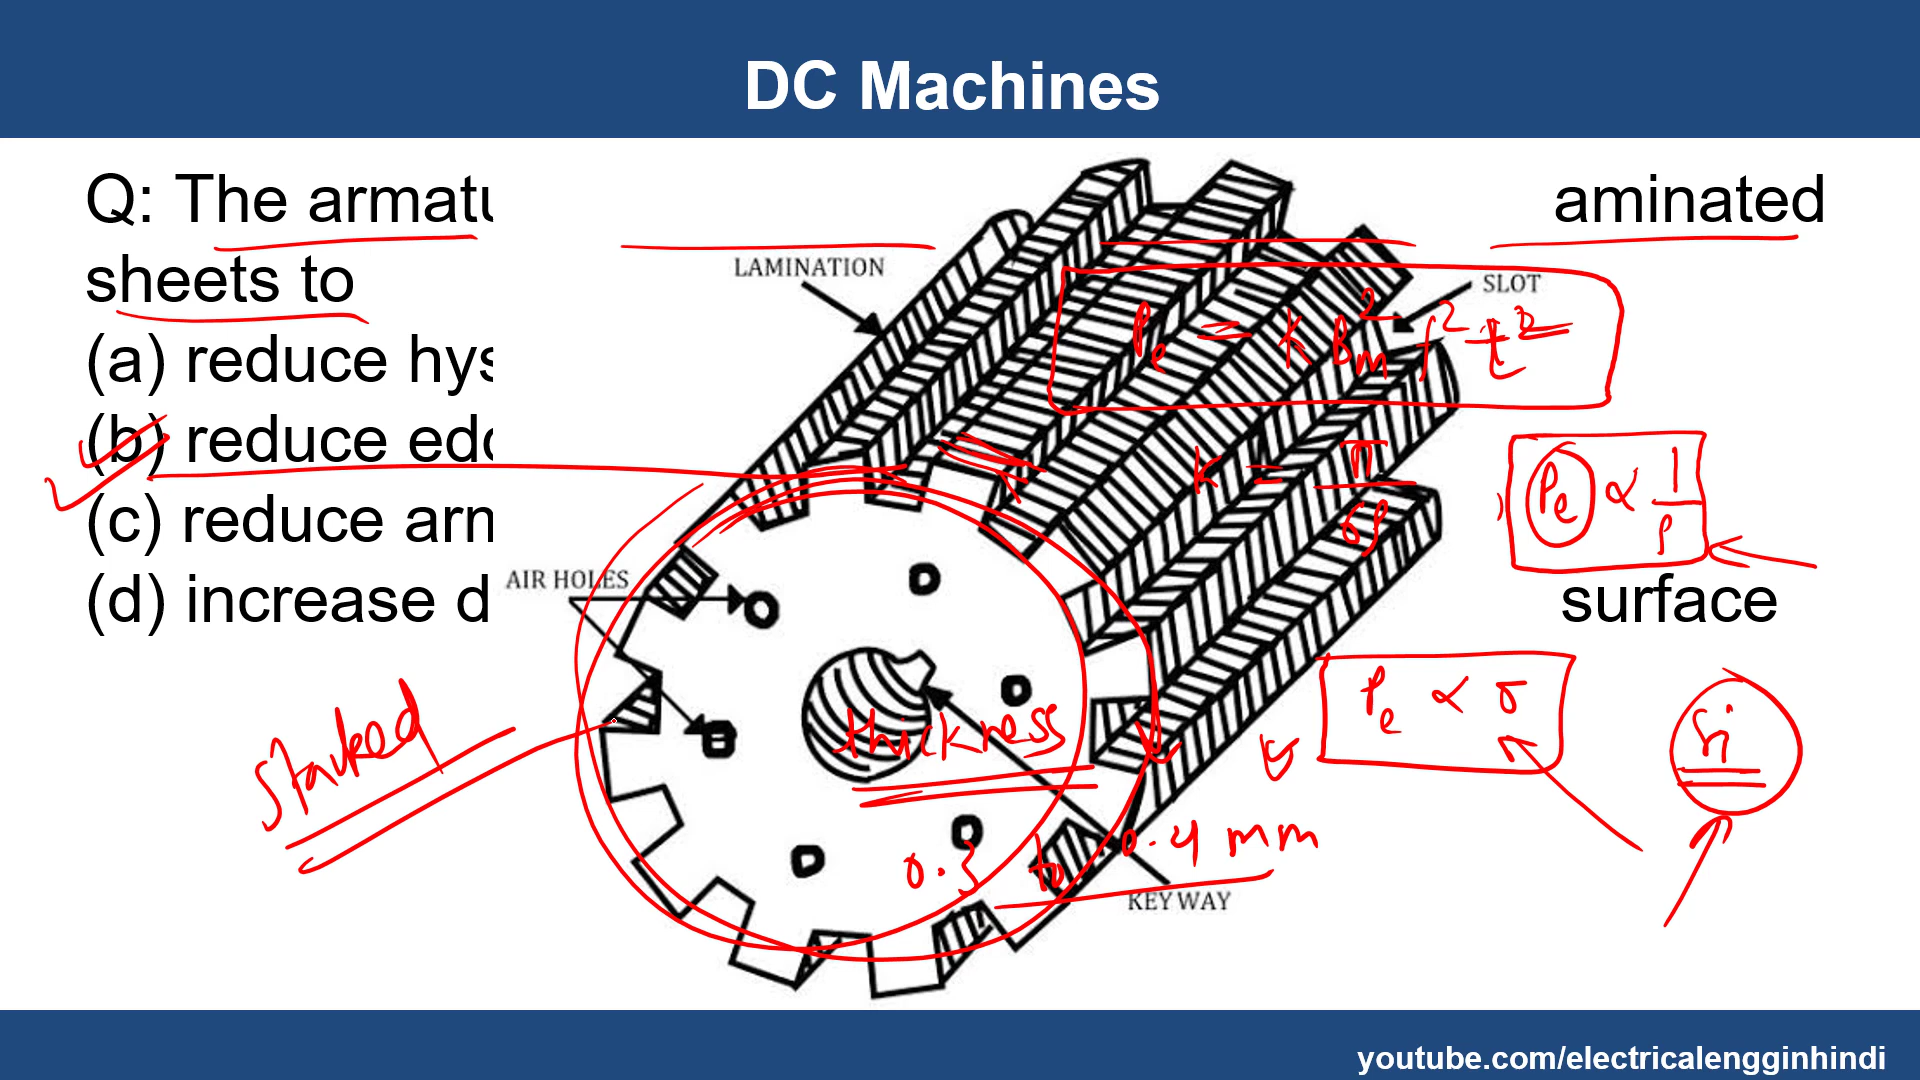 DC Machines
Q: The armatu
aminated
sheets to
(a) reduce hys
(b) reduce edd
(c) reduce arm
(d) increase d
surface
LAMINATION
SLOT
AIR HOLES
KEY WAY
Pe = K Bm² f² t²
K = π / 6ρ
Pe ∝ 1/ρ
Pe ∝ σ
Si
stacked
thickness
0.3 to 0.4 mm
youtube.com/electricalengginhindi